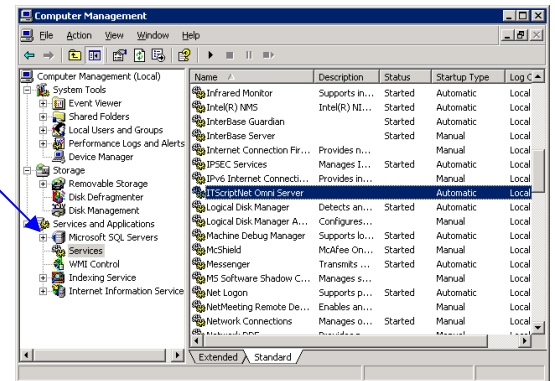 Computer Management
File Action View Window Help
Computer Management (Local)
System Tools
Event Viewer
Shared Folders
Local Users and Groups
Performance Logs and Alerts
Device Manager
Storage
Removable Storage
Disk Defragmenter
Disk Management
Services and Applications
Microsoft SQL Servers
Services
WMI Control
Indexing Service
Internet Information Service
Name Description Status Startup Type Log C
Infrared Monitor Supports in... Started Automatic Local
Intel(R) NMS Intel(R) NI... Started Automatic Local
InterBase Guardian Started Automatic Local
InterBase Server Started Manual Local
Internet Connection Fir... Provides n... Manual Local
IPSEC Services Manages I... Started Automatic Local
IPv6 Internet Connecti... Provides in... Manual Local
ITScriptNet Omni Server Automatic Local
Logical Disk Manager Detects an... Started Automatic Local
Logical Disk Manager A... Configures... Manual Local
Machine Debug Manager Supports lo... Started Automatic Local
McShield McAfee On... Started Manual Local
Messenger Transmits ... Started Automatic Local
MS Software Shadow C... Manages s... Manual Local
Net Logon Supports p... Started Automatic Local
NetMeeting Remote De... Enables an... Manual Local
Network Connections Manages o... Started Manual Local
Extended Standard